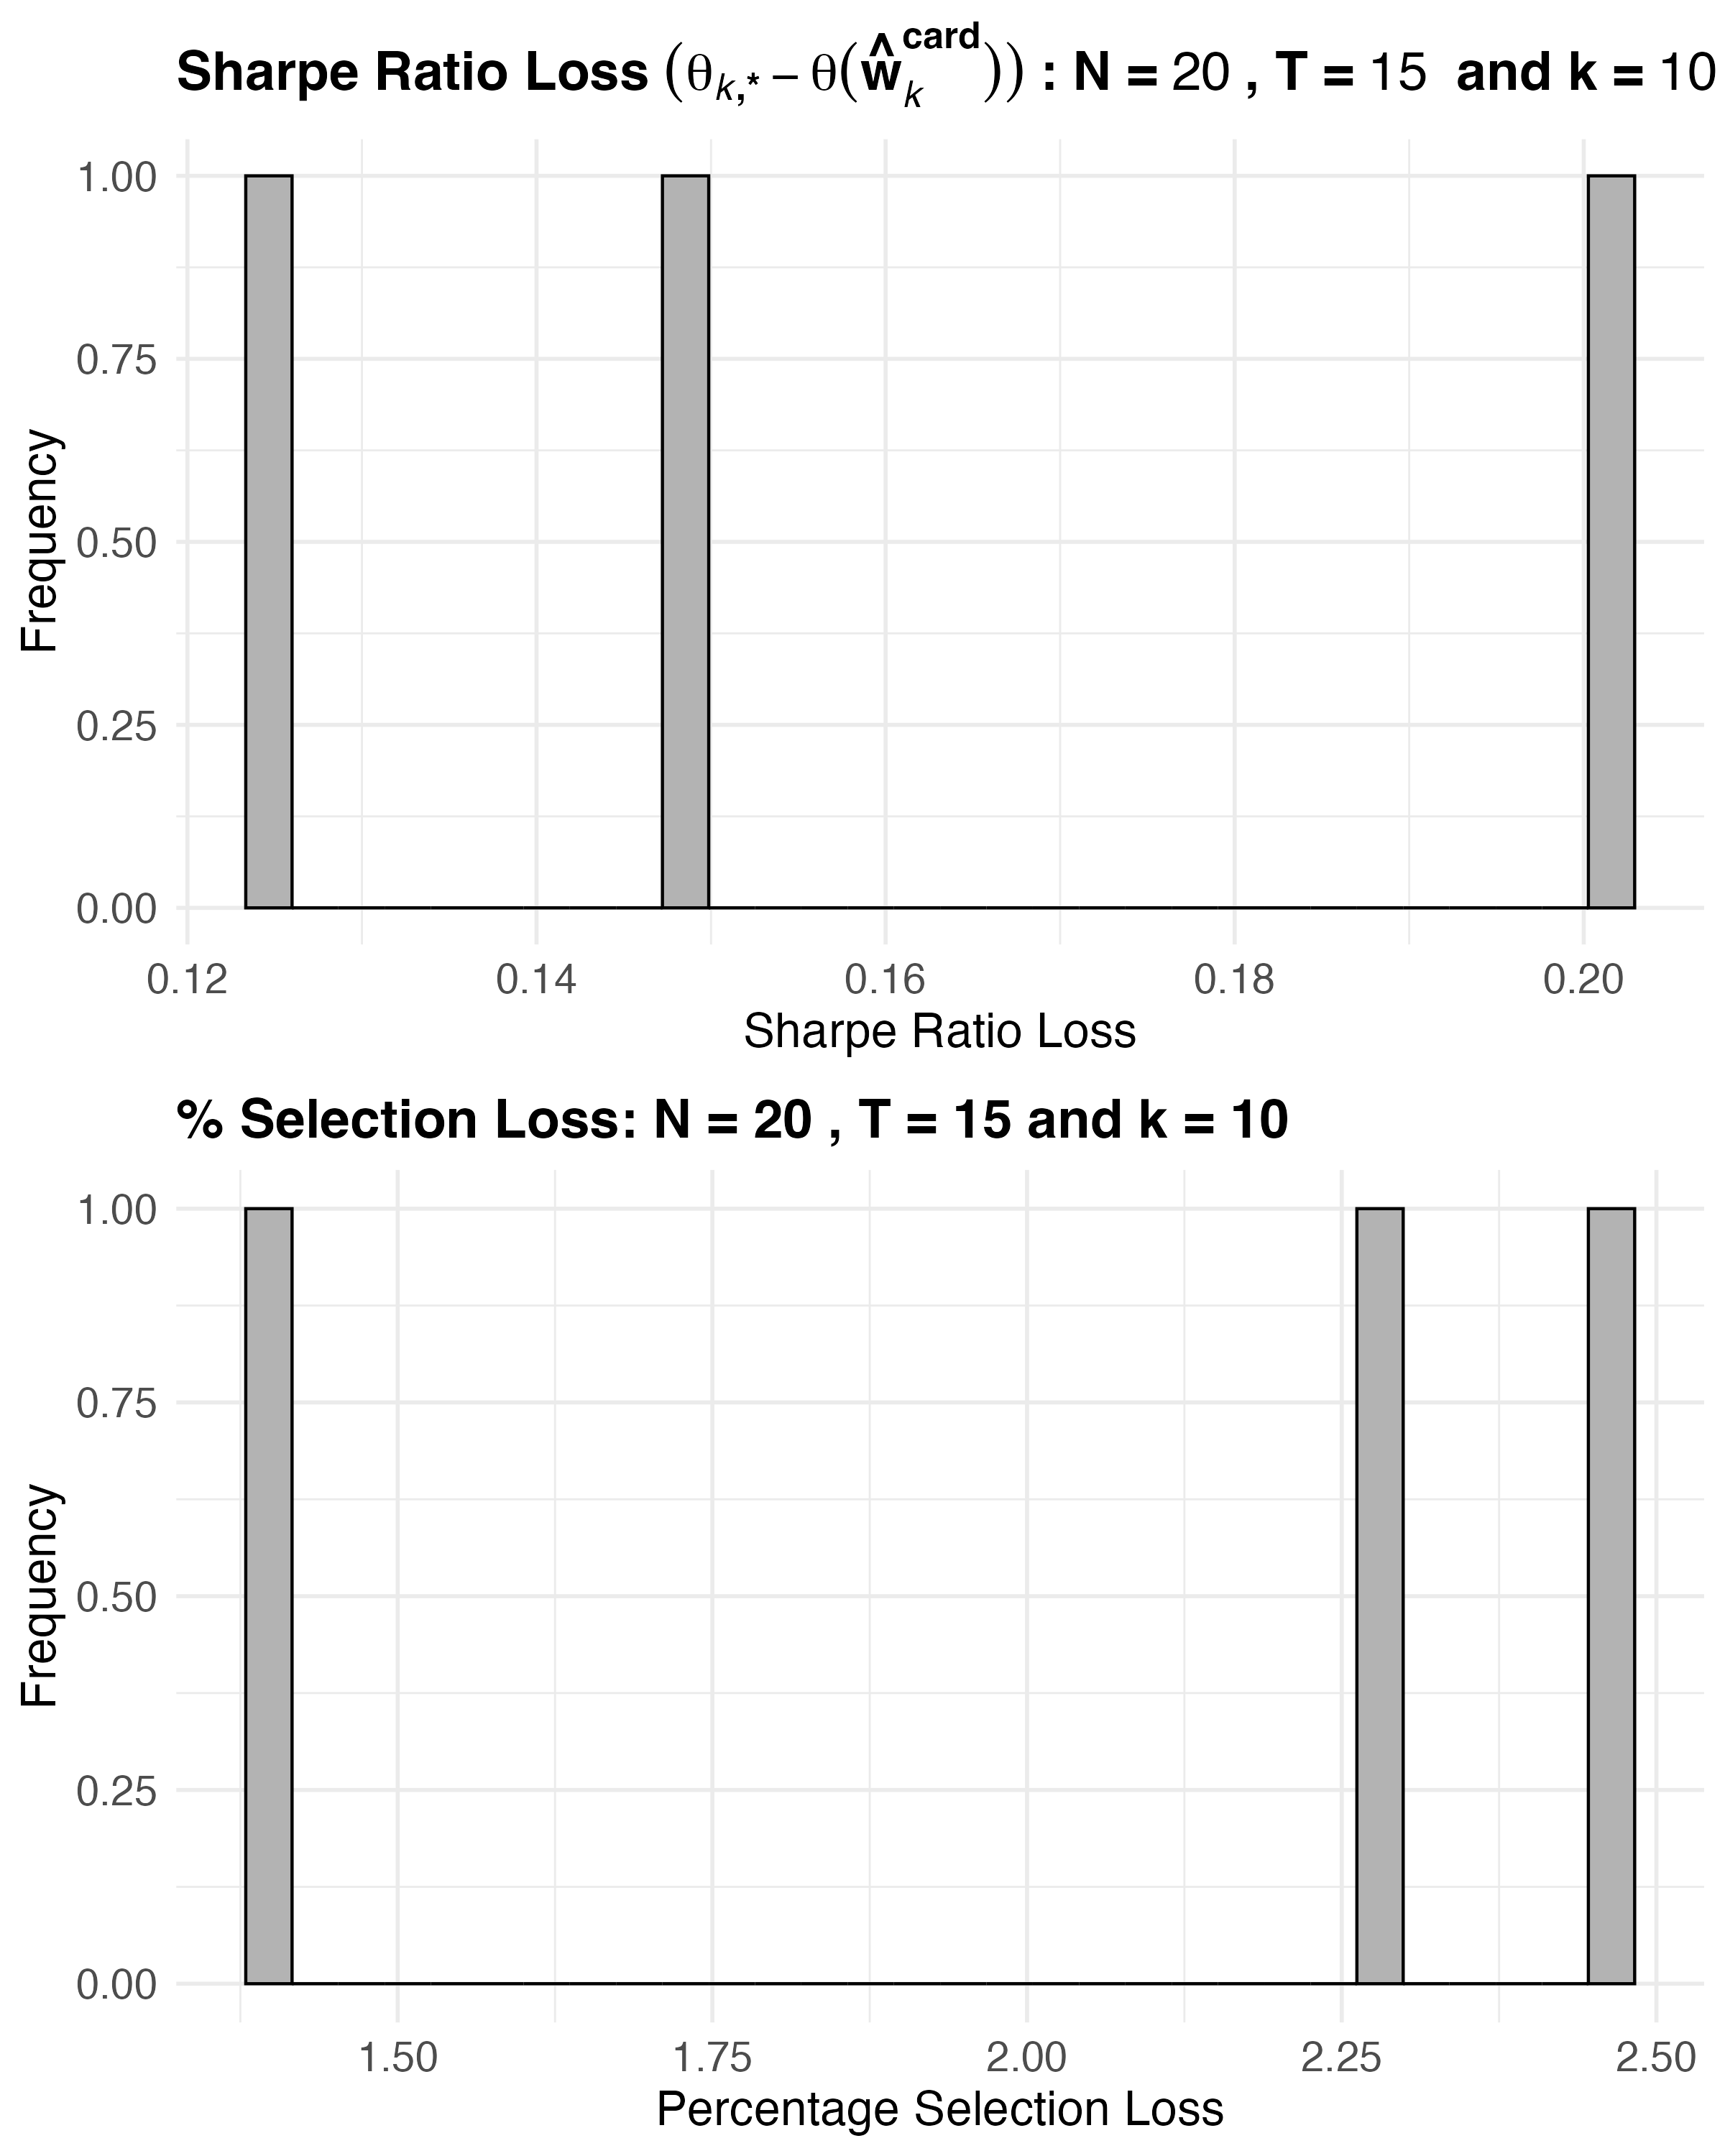 Sharpe Ratio Loss (θk,* − θ(ŵk^card)) : N = 20 , T = 15 and k = 10
1.00
0.75
0.50
0.25
0.00
Frequency
0.12 0.14 0.16 0.18 0.20
Sharpe Ratio Loss
% Selection Loss: N = 20 , T = 15 and k = 10
1.00
0.75
0.50
0.25
0.00
Frequency
1.50 1.75 2.00 2.25 2.50
Percentage Selection Loss